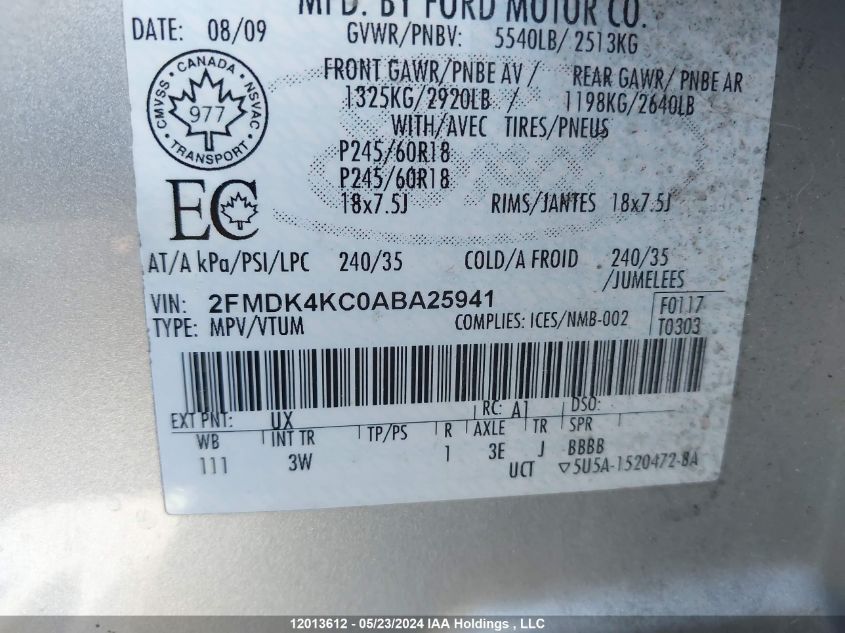 MFD. BY FORD MOTOR CO.
DATE: 08/09 GVWR/PNBV: 5540LB/ 2513KG
FRONT GAWR/PNBE AV / REAR GAWR/ PNBE AR
1325KG/2920LB / 1198KG/2640LB
WITH/AVEC TIRES/PNEUS
CANADA
CMVSS
NSVAC
977
TRANSPORT
P245/60R18
P245/60R18
18x7.5J RIMS/JANTES 18x7.5J
EC
AT/A kPa/PSI/LPC 240/35 COLD/A FROID 240/35
/JUMELEES
VIN: 2FMDK4KC0ABA25941 F0117
TYPE: MPV/VTUM COMPLIES: ICES/NMB-002 T0303
EXT PNT: UX RC: A1 DSO:
WB INT TR TP/PS R AXLE TR SPR
111 3W 1 3E J BBBB
UCT ▽5U5A-1520472-BA
12013612 - 05/23/2024 IAA Holdings , LLC